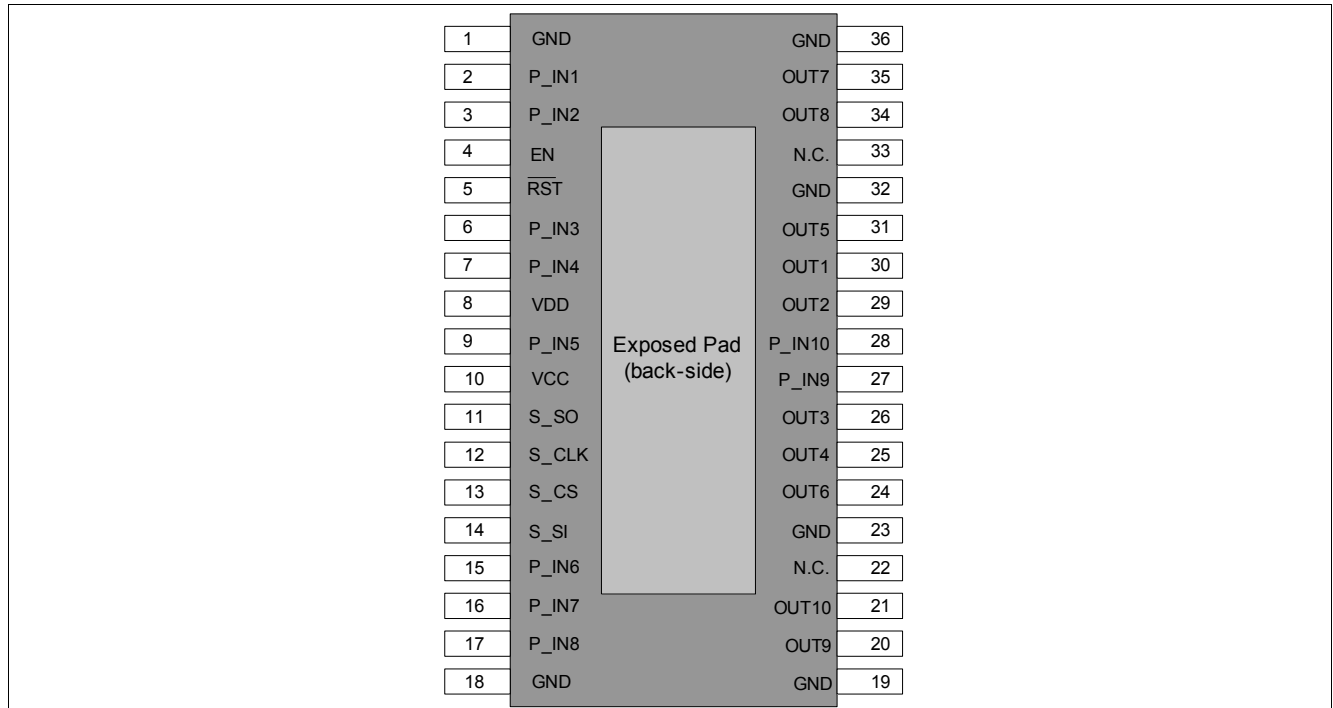 1 GND GND 36
2 P_IN1 OUT7 35
3 P_IN2 OUT8 34
4 EN N.C. 33
5 R̅S̅T̅ GND 32
6 P_IN3 OUT5 31
7 P_IN4 OUT1 30
8 VDD OUT2 29
9 P_IN5 Exposed Pad P_IN10 28
10 VCC (back-side) P_IN9 27
11 S_SO OUT3 26
12 S_CLK OUT4 25
13 S_CS OUT6 24
14 S_SI GND 23
15 P_IN6 N.C. 22
16 P_IN7 OUT10 21
17 P_IN8 OUT9 20
18 GND GND 19